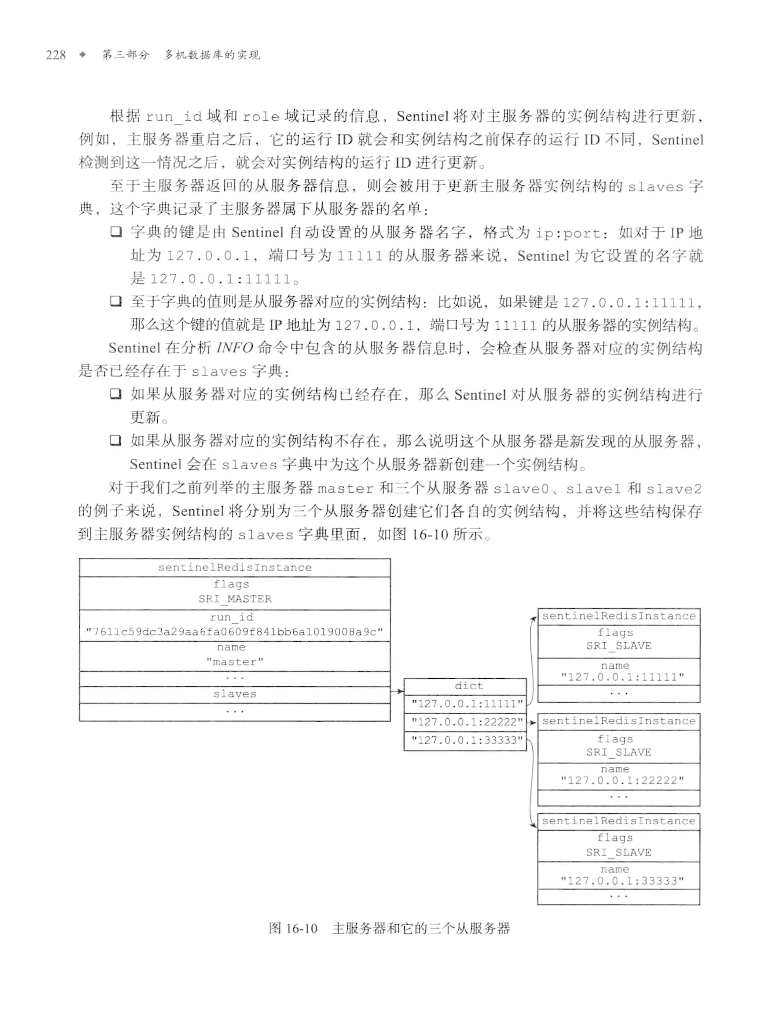 228 ◆ 第三部分 多机数据库的实现
根据 run_id 域和 role 域记录的信息，Sentinel 将对主服务器的实例结构进行更新，
例如，主服务器重启之后，它的运行 ID 就会和实例结构之前保存的运行 ID 不同，Sentinel
检测到这一情况之后，就会对实例结构的运行 ID 进行更新。
至于主服务器返回的从服务器信息，则会被用于更新主服务器实例结构的 slaves 字
典，这个字典记录了主服务器属下从服务器的名单：
❑ 字典的键是由 Sentinel 自动设置的从服务器名字，格式为 ip:port：如对于 IP 地
址为 127.0.0.1，端口号为 11111 的从服务器来说，Sentinel 为它设置的名字就
是 127.0.0.1:11111。
❑ 至于字典的值则是从服务器对应的实例结构：比如说，如果键是 127.0.0.1:11111，
那么这个键的值就是 IP 地址为 127.0.0.1，端口号为 11111 的从服务器的实例结构。
Sentinel 在分析 INFO 命令中包含的从服务器信息时，会检查从服务器对应的实例结构
是否已经存在于 slaves 字典：
❑ 如果从服务器对应的实例结构已经存在，那么 Sentinel 对从服务器的实例结构进行
更新。
❑ 如果从服务器对应的实例结构不存在，那么说明这个从服务器是新发现的从服务器，
Sentinel 会在 slaves 字典中为这个从服务器新创建一个实例结构。
对于我们之前列举的主服务器 master 和三个从服务器 slave0、slave1 和 slave2
的例子来说，Sentinel 将分别为三个从服务器创建它们各自的实例结构，并将这些结构保存
到主服务器实例结构的 slaves 字典里面，如图 16-10 所示。
sentinelRedisInstance
flags
SRI_MASTER
run_id
"7611c59dc3a29aa6fa0609f841bb6a1019008a9c"
name
"master"
...
slaves
...
dict
"127.0.0.1:11111"
"127.0.0.1:22222"
"127.0.0.1:33333"
sentinelRedisInstance
flags
SRI_SLAVE
name
"127.0.0.1:11111"
...
sentinelRedisInstance
flags
SRI_SLAVE
name
"127.0.0.1:22222"
...
sentinelRedisInstance
flags
SRI_SLAVE
name
"127.0.0.1:33333"
...
图 16-10 主服务器和它的三个从服务器